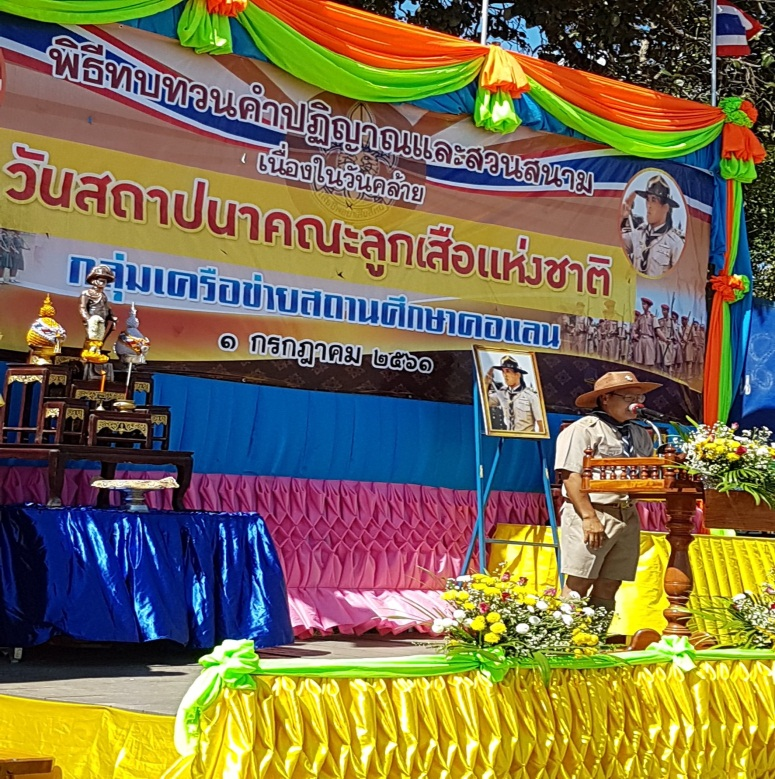 พิธีทบทวนคำปฏิญาณและสวนสนาม
เนื่องในวันคล้าย
วันสถาปนาคณะลูกเสือแห่งชาติ
กลุ่มเครือข่ายสถานศึกษาคอแลน
๑ กรกฎาคม ๒๕๖๑